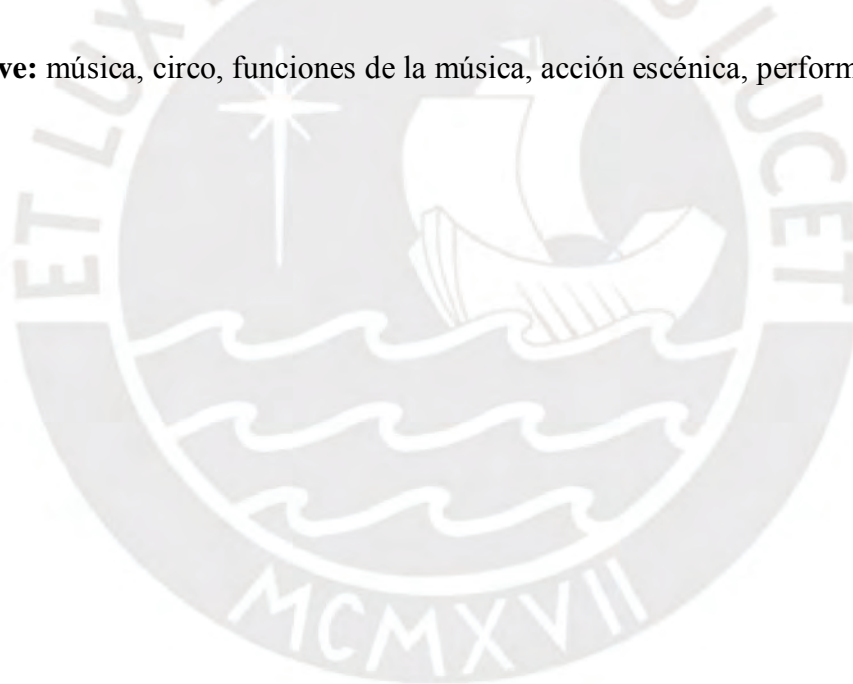 ve: música, circo, funciones de la música, acción escénica, perform
ET LUX
LUCET
MCMXVII